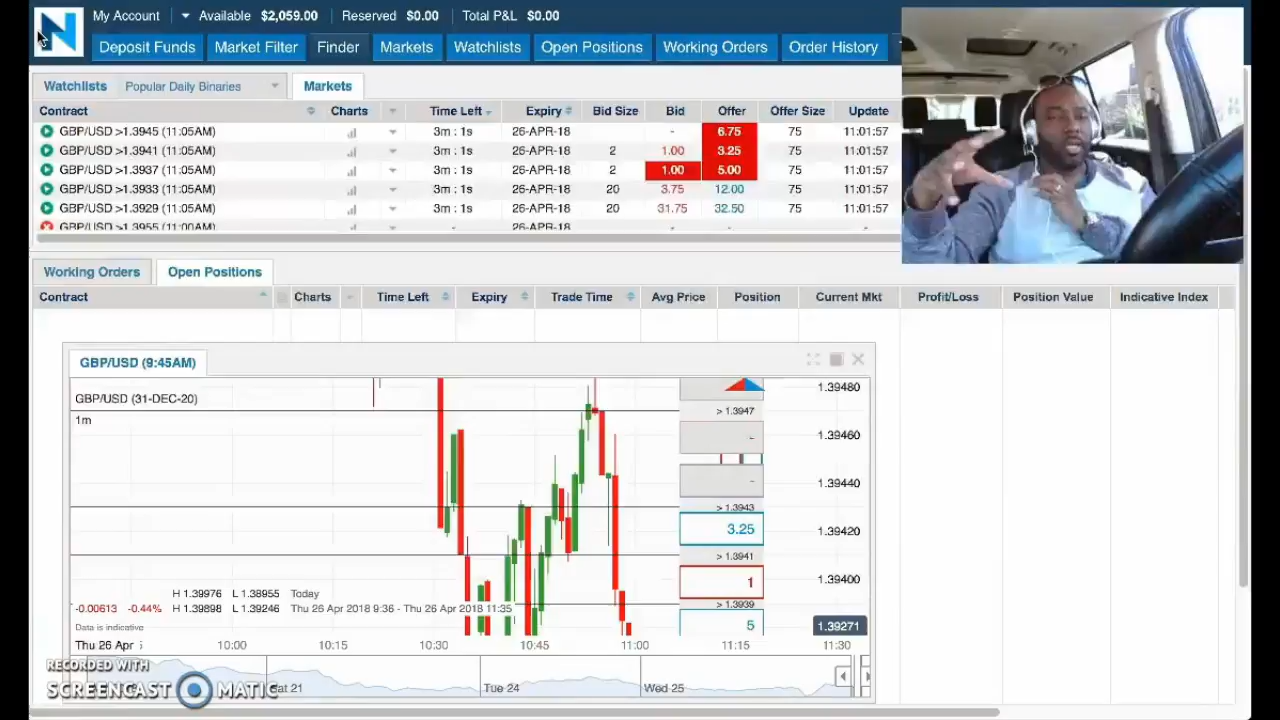 My Account Available $2,059.00 Reserved $0.00 Total P&L $0.00
Deposit Funds Market Filter Finder Markets Watchlists Open Positions Working Orders Order History
Watchlists Popular Daily Binaries Markets
Contract Charts Time Left Expiry Bid Size Bid Offer Offer Size Update
GBP/USD >1.3945 (11:05AM) 3m : 1s 26-APR-18 - 6.75 75 11:01:57
GBP/USD >1.3941 (11:05AM) 3m : 1s 26-APR-18 2 1.00 3.25 75 11:01:57
GBP/USD >1.3937 (11:05AM) 3m : 1s 26-APR-18 2 1.00 5.00 75 11:01:57
GBP/USD >1.3933 (11:05AM) 3m : 1s 26-APR-18 20 3.75 12.00 75 11:01:57
GBP/USD >1.3929 (11:05AM) 3m : 1s 26-APR-18 20 31.75 32.50 75 11:01:57
GBP/USD >1.3955 (11:00AM) - 26-APR-18 - - -
Working Orders Open Positions
Contract Charts Time Left Expiry Trade Time Avg Price Position Current Mkt Profit/Loss Position Value Indicative Index
GBP/USD (9:45AM)
GBP/USD (31-DEC-20)
1m
1.39480
> 1.3947
1.39460
-
1.39440
-
> 1.3943
3.25
1.39420
> 1.3941
1
1.39400
> 1.3939
5
1.39271
H 1.39976 L 1.38955 Today
-0.00613 -0.44% H 1.39898 L 1.39246 Thu 26 Apr 2018 9:36 - Thu 26 Apr 2018 11:35
Data is indicative
Thu 26 Apr 10:00 10:15 10:30 10:45 11:00 11:15 11:30
RECORDED WITH
SCREENCAST MATIC
Sat 21 Tue 24 Wed 25